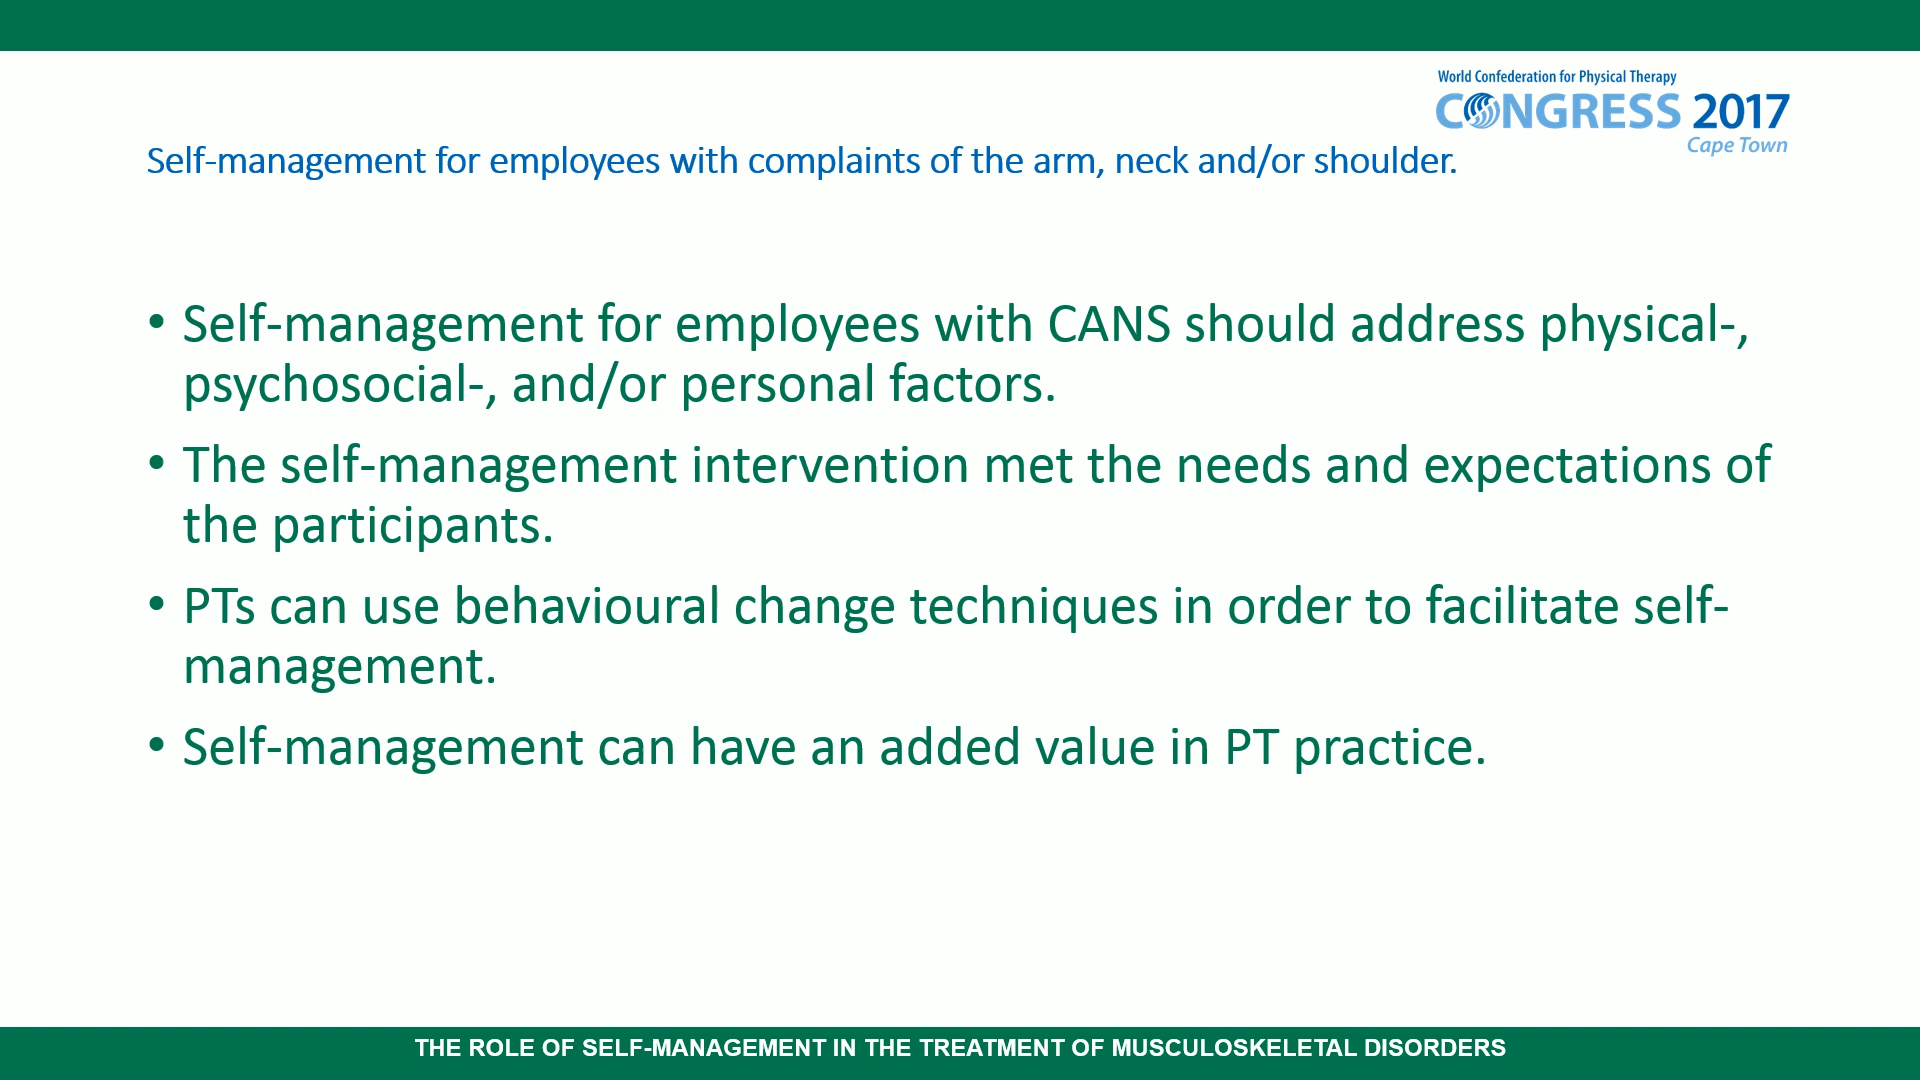 World Confederation for Physical Therapy
CONGRESS 2017
Cape Town
Self-management for employees with complaints of the arm, neck and/or shoulder.
• Self-management for employees with CANS should address physical-,
psychosocial-, and/or personal factors.
• The self-management intervention met the needs and expectations of
the participants.
• PTs can use behavioural change techniques in order to facilitate self-
management.
• Self-management can have an added value in PT practice.
THE ROLE OF SELF-MANAGEMENT IN THE TREATMENT OF MUSCULOSKELETAL DISORDERS